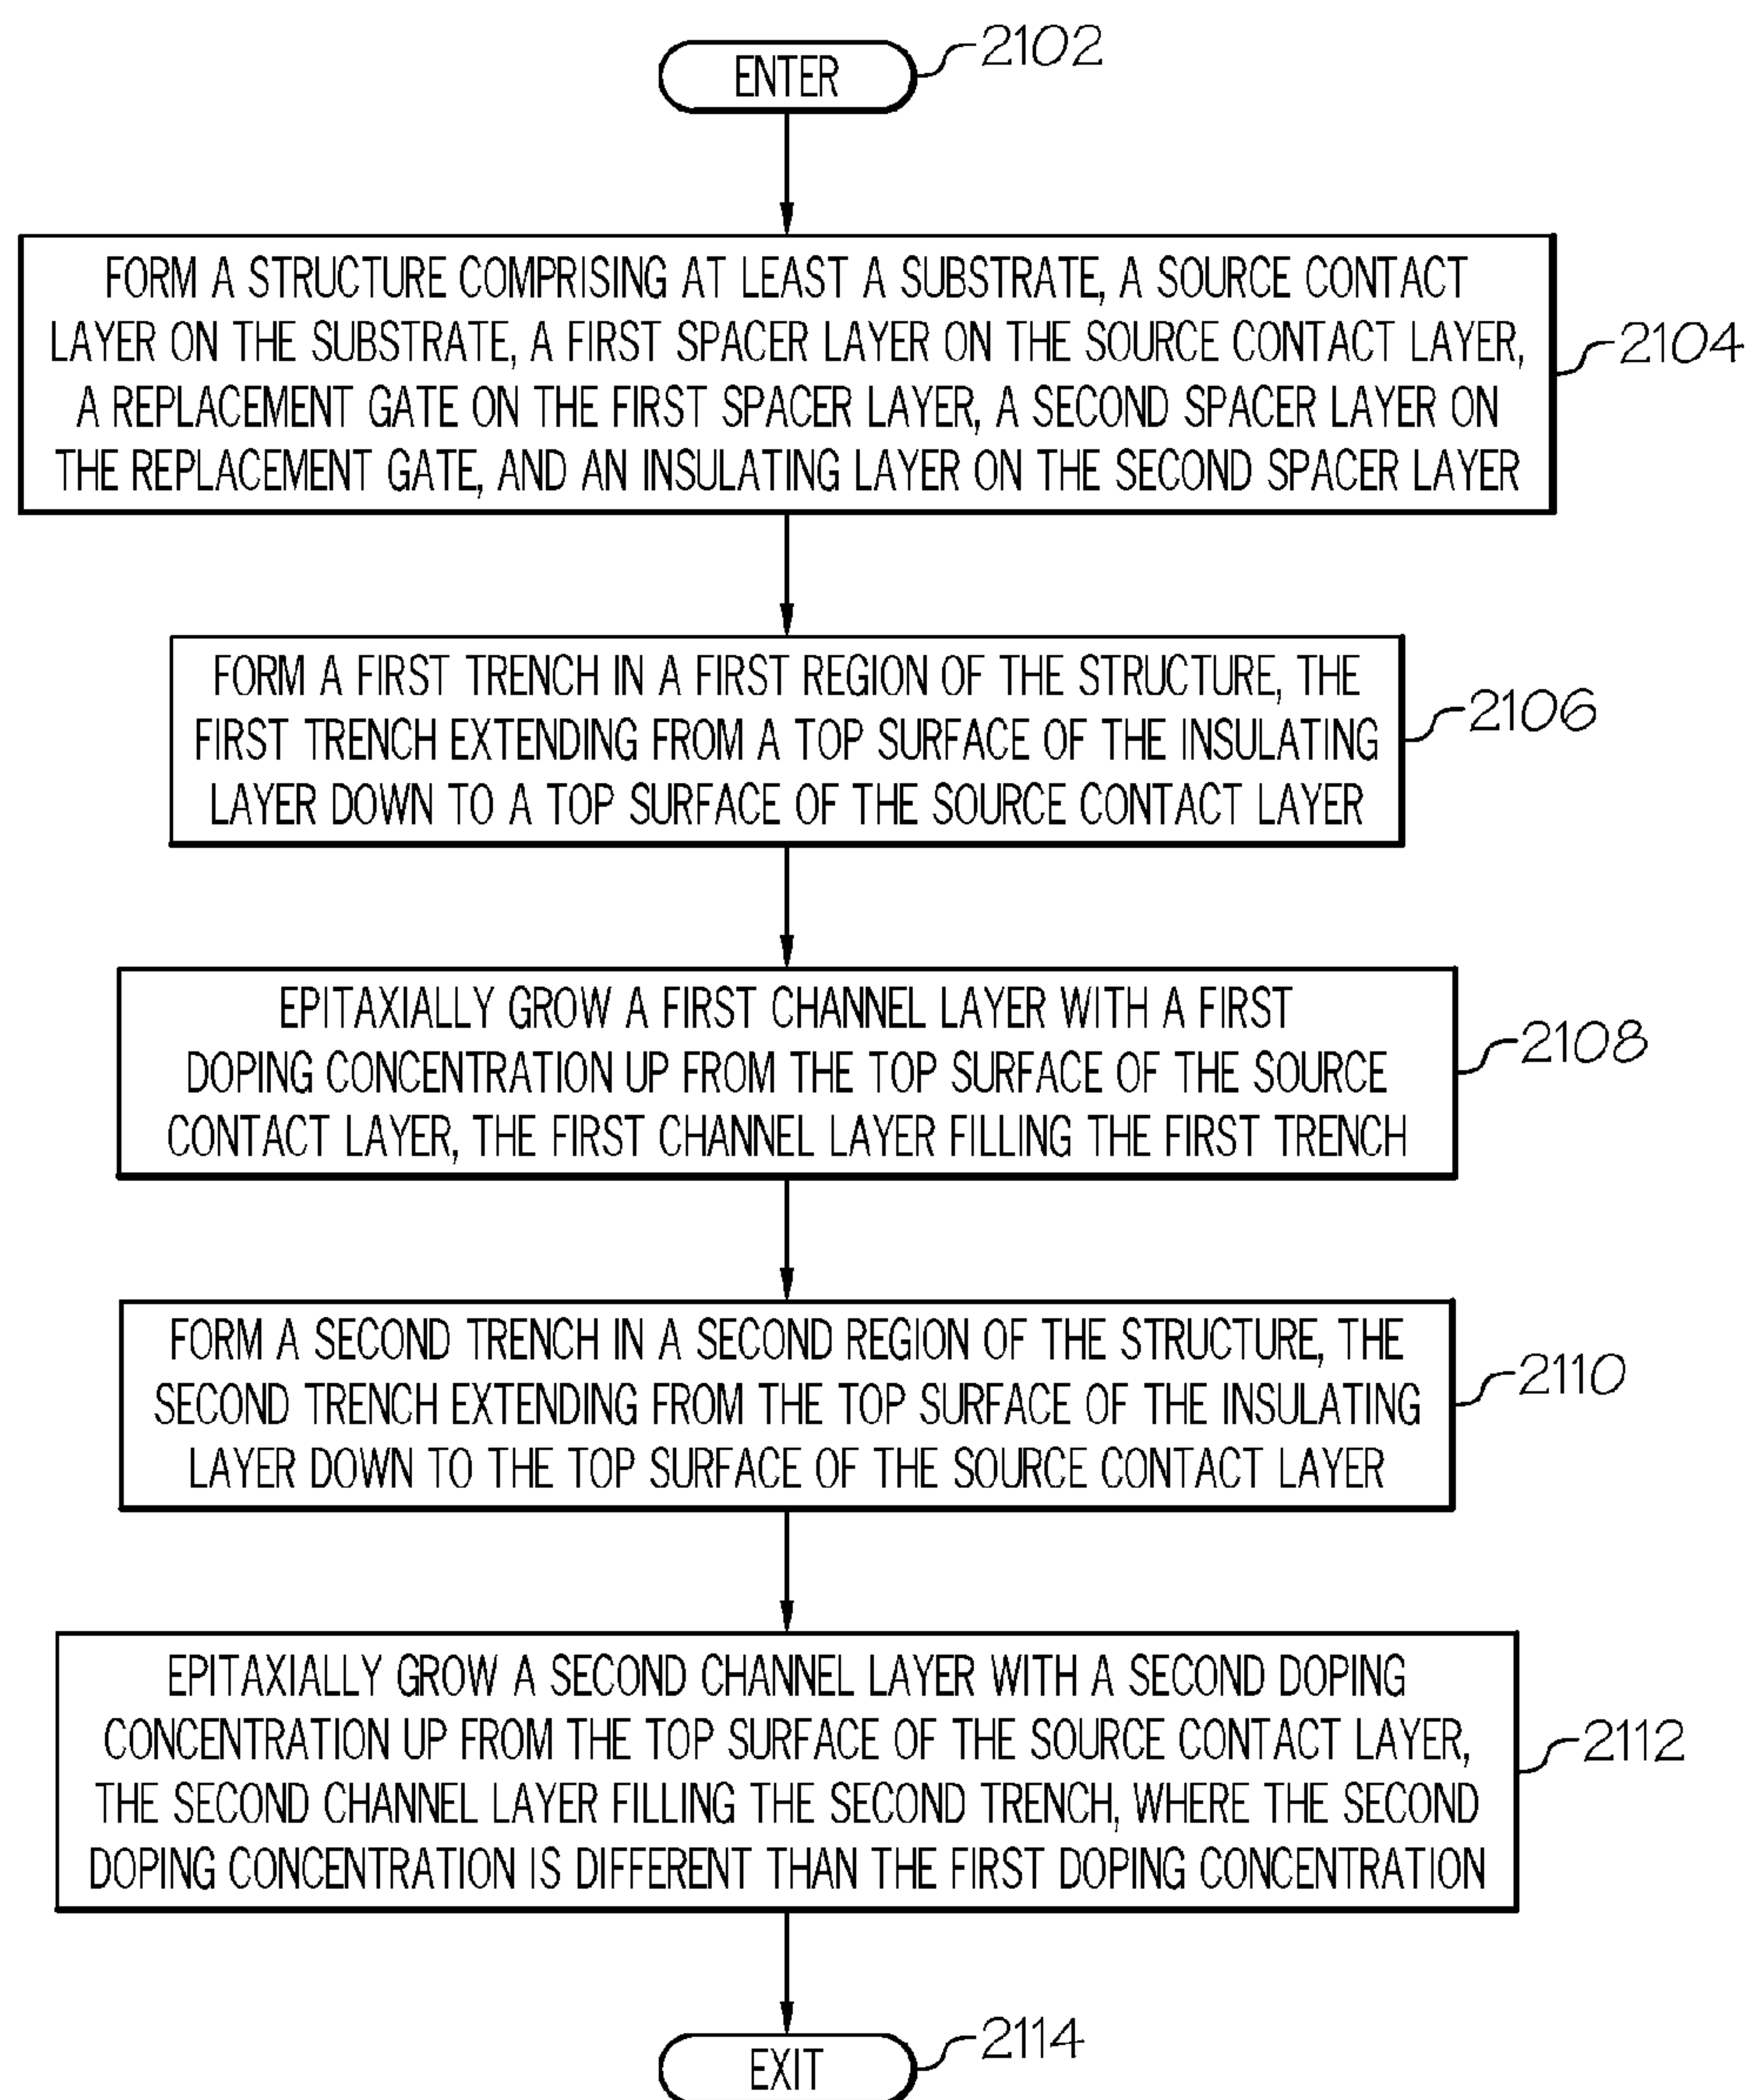 ENTER
2102
FORM A STRUCTURE COMPRISING AT LEAST A SUBSTRATE, A SOURCE CONTACT
LAYER ON THE SUBSTRATE, A FIRST SPACER LAYER ON THE SOURCE CONTACT LAYER,
A REPLACEMENT GATE ON THE FIRST SPACER LAYER, A SECOND SPACER LAYER ON
THE REPLACEMENT GATE, AND AN INSULATING LAYER ON THE SECOND SPACER LAYER
2104
FORM A FIRST TRENCH IN A FIRST REGION OF THE STRUCTURE, THE
FIRST TRENCH EXTENDING FROM A TOP SURFACE OF THE INSULATING
LAYER DOWN TO A TOP SURFACE OF THE SOURCE CONTACT LAYER
2106
EPITAXIALLY GROW A FIRST CHANNEL LAYER WITH A FIRST
DOPING CONCENTRATION UP FROM THE TOP SURFACE OF THE SOURCE
CONTACT LAYER, THE FIRST CHANNEL LAYER FILLING THE FIRST TRENCH
2108
FORM A SECOND TRENCH IN A SECOND REGION OF THE STRUCTURE, THE
SECOND TRENCH EXTENDING FROM THE TOP SURFACE OF THE INSULATING
LAYER DOWN TO THE TOP SURFACE OF THE SOURCE CONTACT LAYER
2110
EPITAXIALLY GROW A SECOND CHANNEL LAYER WITH A SECOND DOPING
CONCENTRATION UP FROM THE TOP SURFACE OF THE SOURCE CONTACT LAYER,
THE SECOND CHANNEL LAYER FILLING THE SECOND TRENCH, WHERE THE SECOND
DOPING CONCENTRATION IS DIFFERENT THAN THE FIRST DOPING CONCENTRATION
2112
EXIT
2114